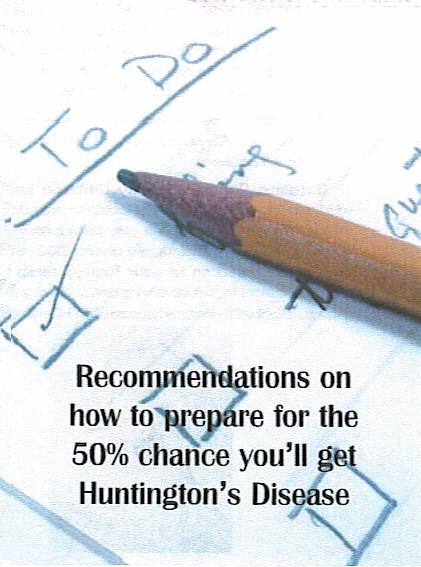 To Do
Recommendations on
how to prepare for the
50% chance you'll get
Huntington's Disease